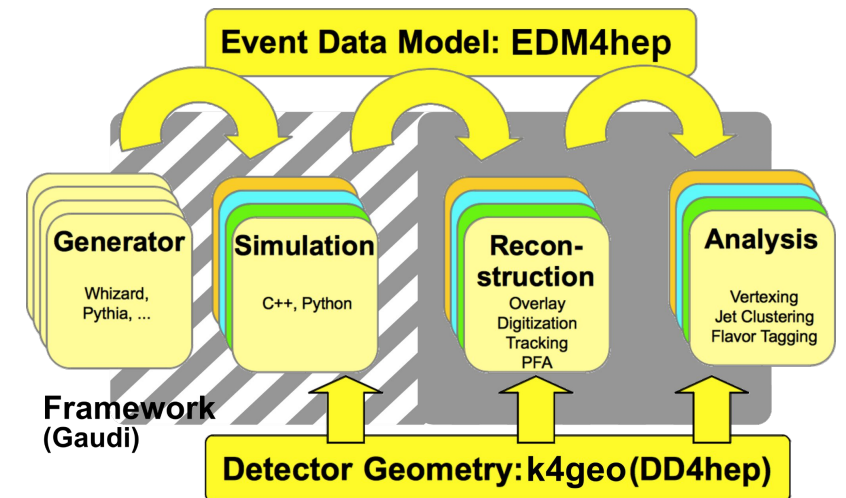 Event Data Model: EDM4hep
Generator
Whizard,
Pythia, ...
Simulation
C++, Python
Recon-
struction
Overlay
Digitization
Tracking
PFA
Analysis
Vertexing
Jet Clustering
Flavor Tagging
Framework
(Gaudi)
Detector Geometry: k4geo (DD4hep)